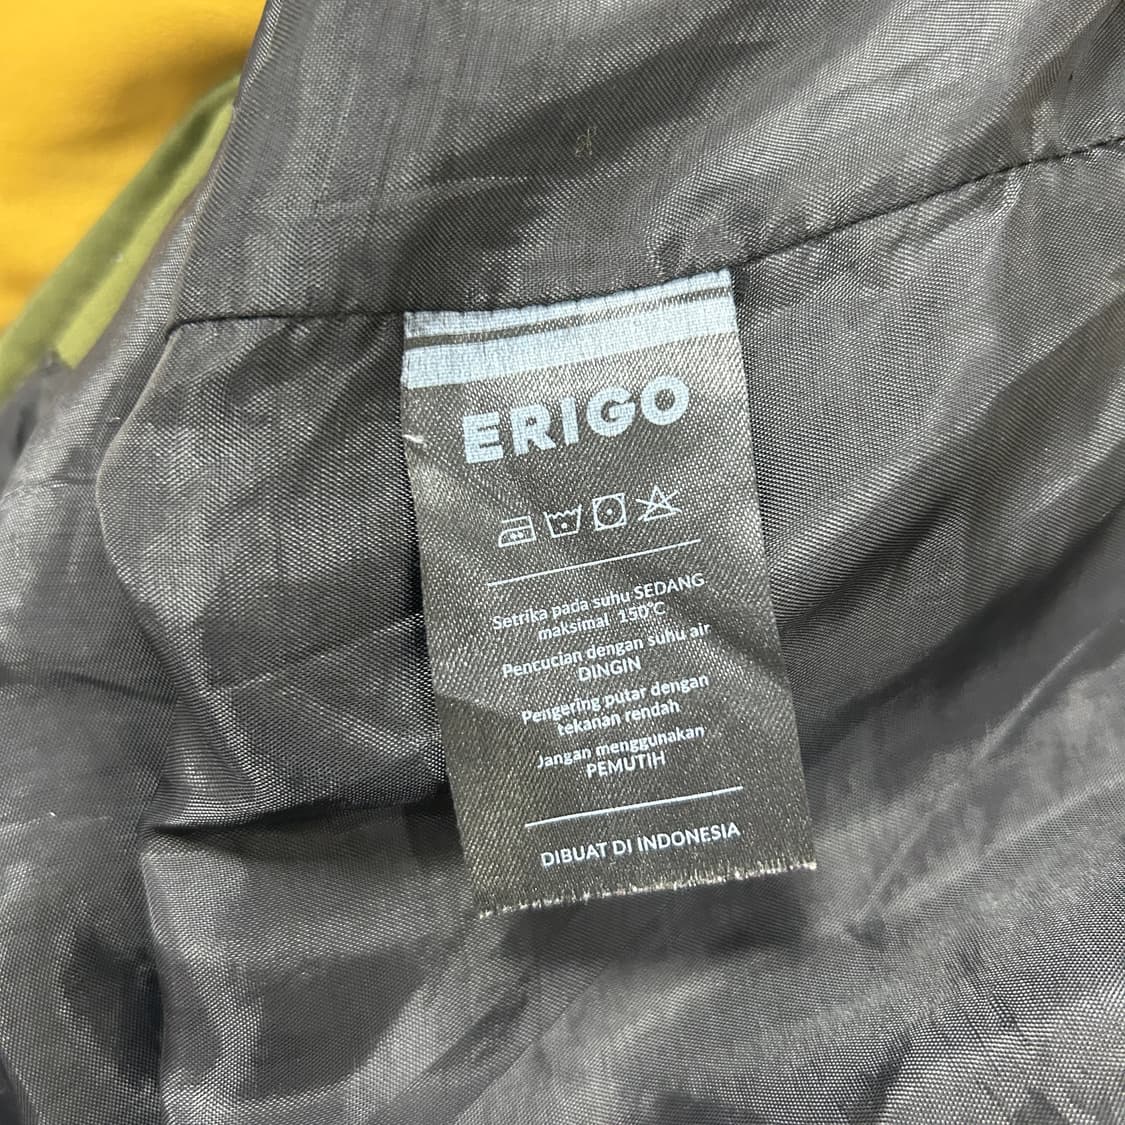 ERIGO
Setrika pada suhu SEDANG
maksimal 150°C
Pencucian dengan suhu air
DINGIN
Pengering putar dengan
tekanan rendah
Jangan menggunakan
PEMUTIH
DIBUAT DI INDONESIA